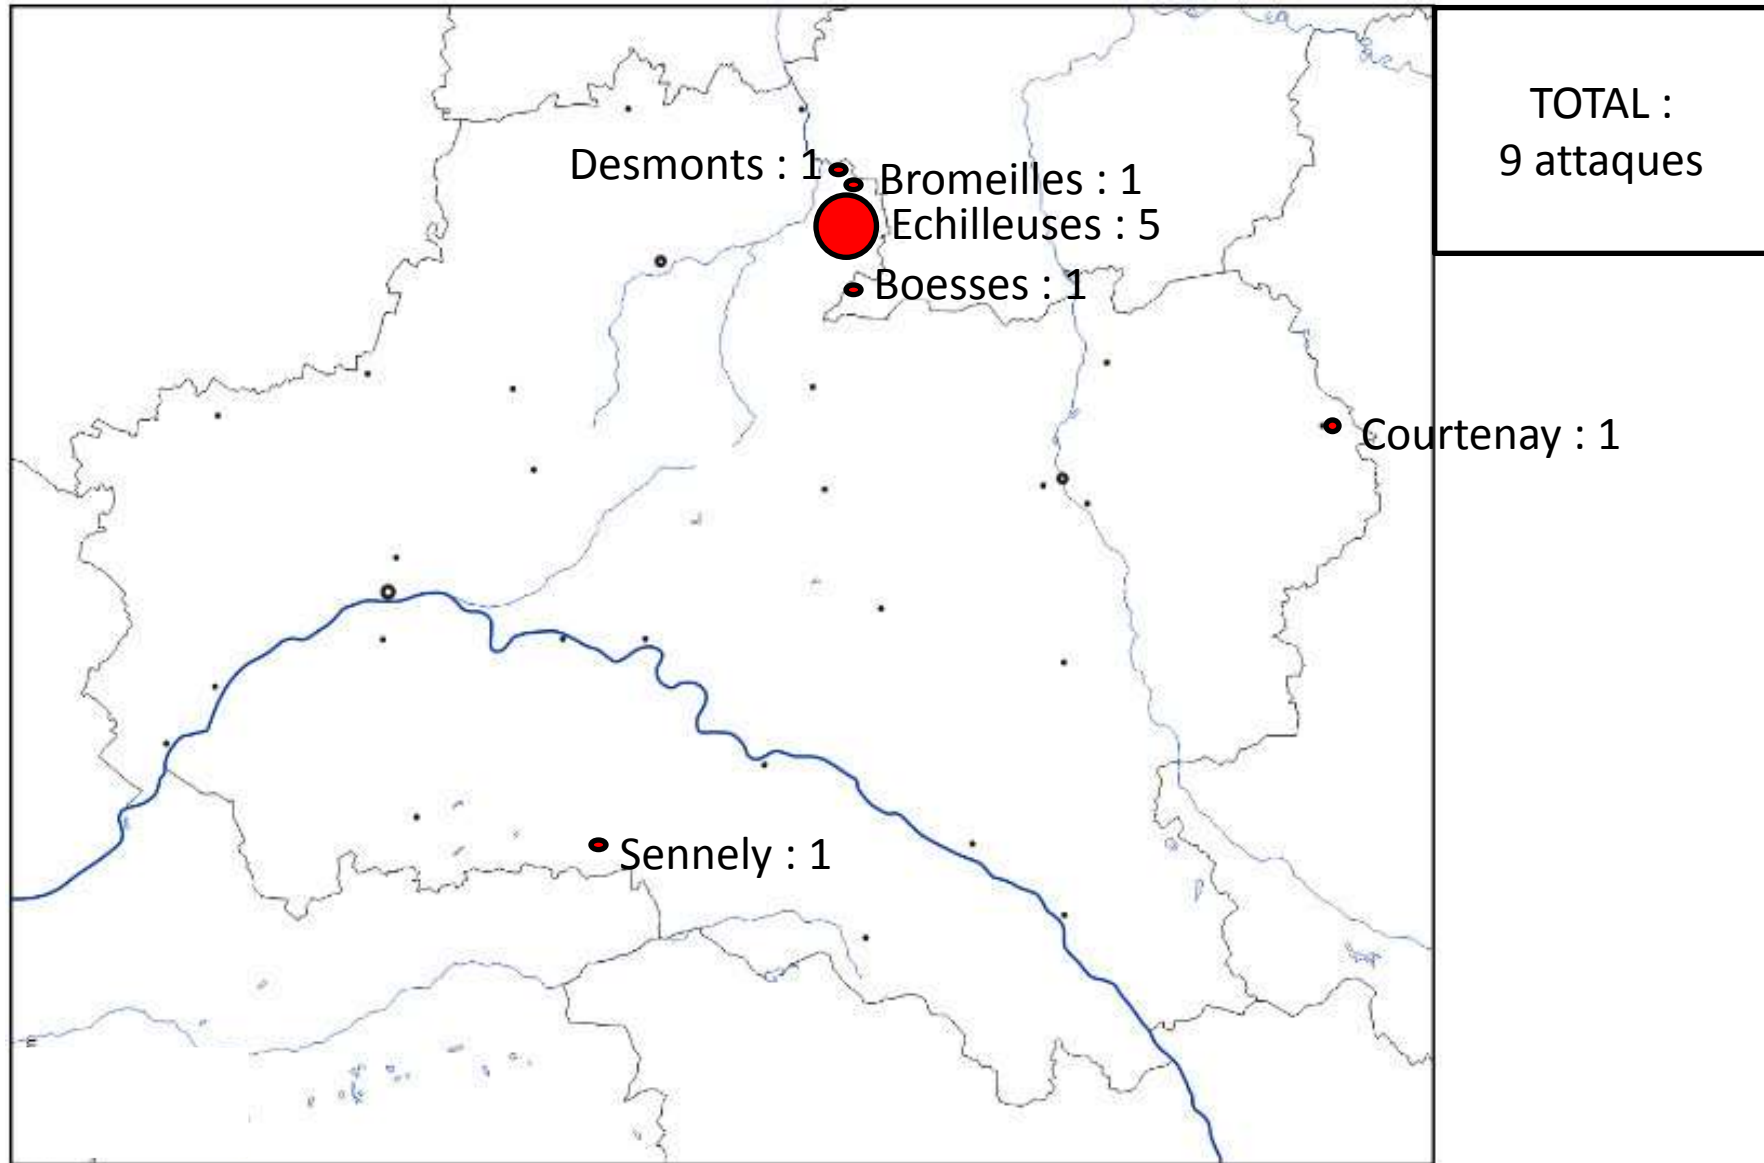 TOTAL :
9 attaques
Desmonts : 1
Bromeilles : 1
Echilleuses : 5
Boesses : 1
Courtenay : 1
Sennely : 1